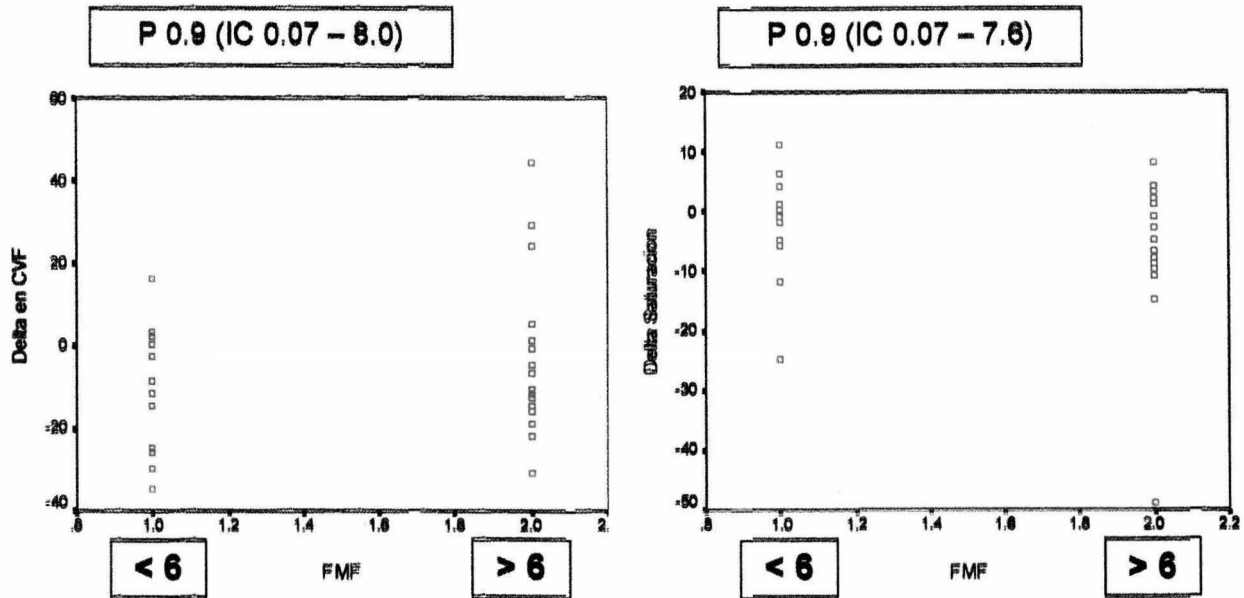 P 0.9 (IC 0.07 – 8.0)
60
40
20
0
-20
-40
Delta en CVF
.8 1.0 1.2 1.4 1.6 1.8 2.0 2.
< 6 FMF > 6
P 0.9 (IC 0.07 – 7.6)
20
10
0
-10
-20
-30
-40
-50
Delta Saturacion
.8 1.0 1.2 1.4 1.6 1.8 2.0 2.2
< 6 FMF > 6